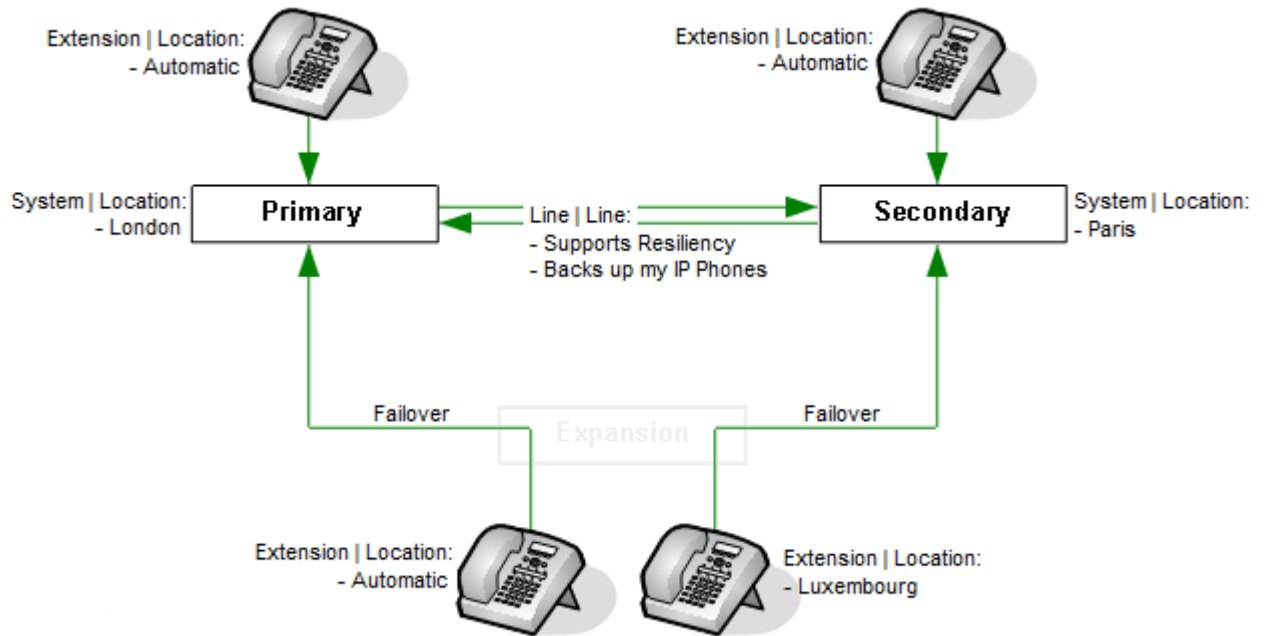 Extension | Location:
- Automatic
Extension | Location:
- Automatic
System | Location:
- London
Primary
Line | Line:
- Supports Resiliency
- Backs up my IP Phones
Secondary
System | Location:
- Paris
Failover
Expansion
Failover
Extension | Location:
- Automatic
Extension | Location:
- Luxembourg